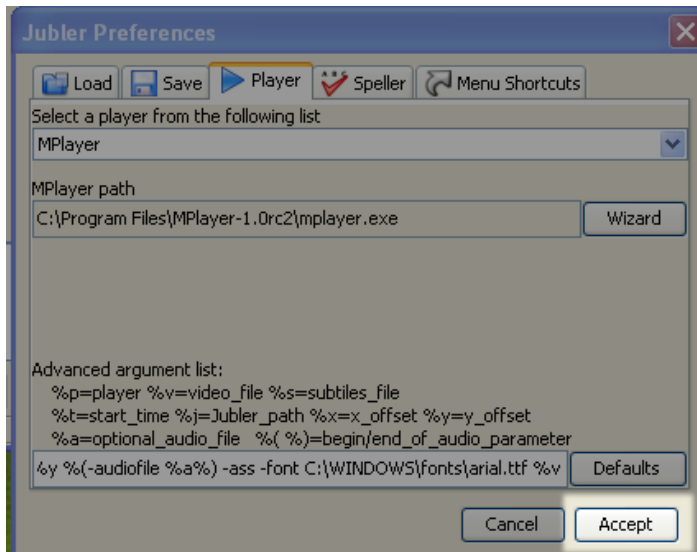 Jubler Preferences
Load Save Player Speller Menu Shortcuts
Select a player from the following list
MPlayer
MPlayer path
C:\Program Files\MPlayer-1.0rc2\mplayer.exe Wizard
Advanced argument list:
%p=player %v=video_file %s=subtiles_file
%t=start_time %j=Jubler_path %x=x_offset %y=y_offset
%a=optional_audio_file %( %)=begin/end_of_audio_parameter
%y %(-audiofile %a%) -ass -font C:\WINDOWS\fonts\arial.ttf %v Defaults
Cancel Accept